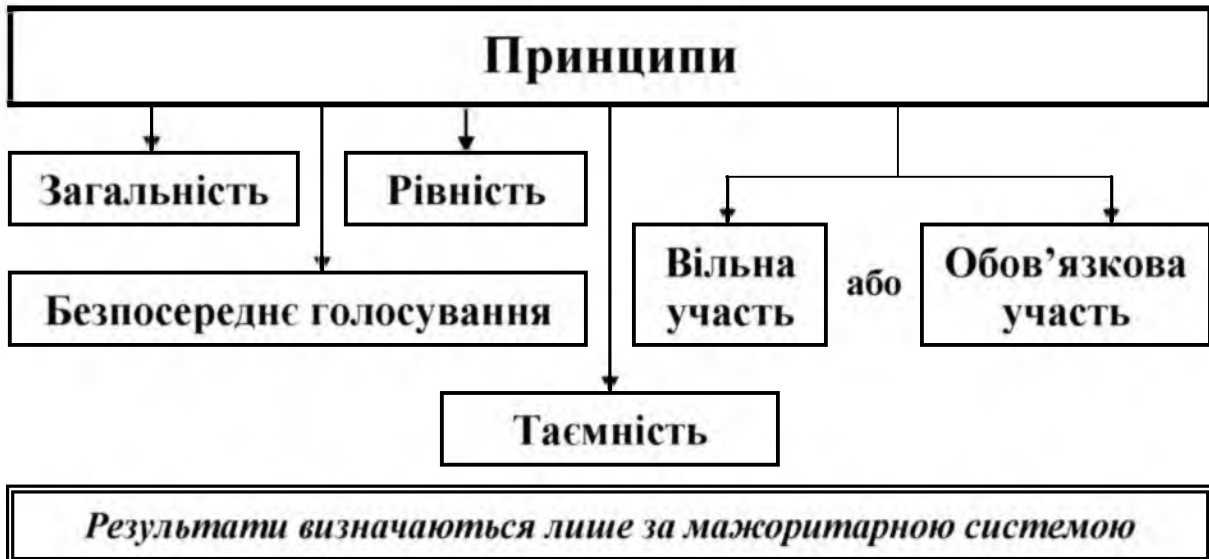 Принципи
Загальність
Рівність
Безпосереднє голосування
Вільна
участь
або
Обов’язкова
участь
Таємність
Результати визначаються лише за мажоритарною системою